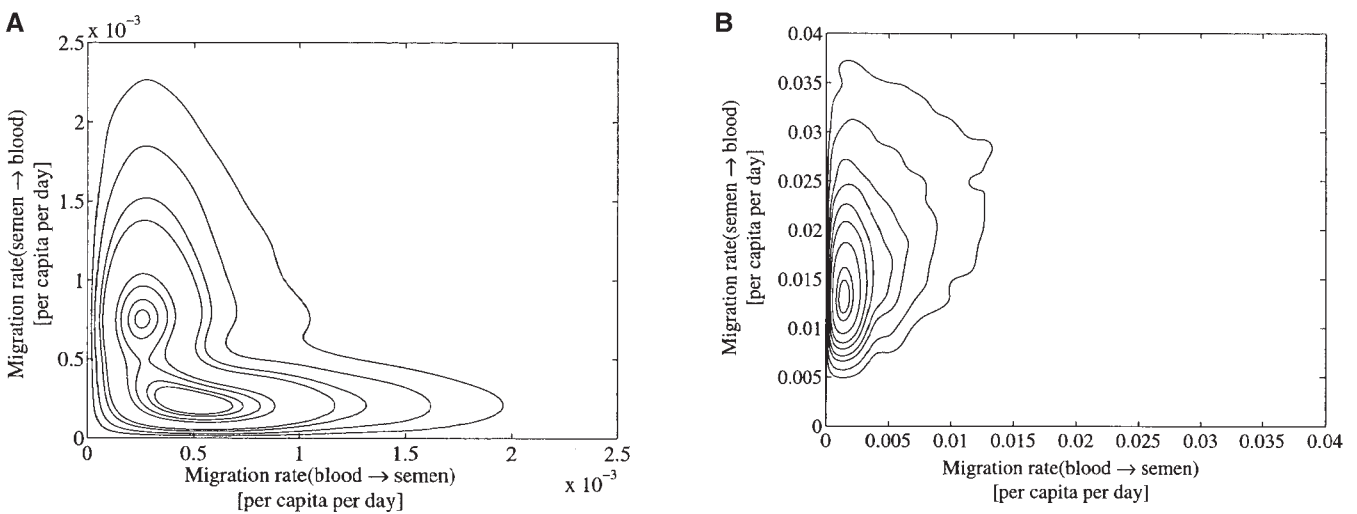 A
x 10⁻³
2.5
2
1.5
1
0.5
0
Migration rate(semen → blood)
[per capita per day]
0 0.5 1 1.5 2 2.5
Migration rate(blood → semen)
x 10⁻³
[per capita per day]
B
0.04
0.035
0.03
0.025
0.02
0.015
0.01
0.005
0
Migration rate(semen → blood)
[per capita per day]
0 0.005 0.01 0.015 0.02 0.025 0.03 0.035 0.04
Migration rate(blood → semen)
[per capita per day]